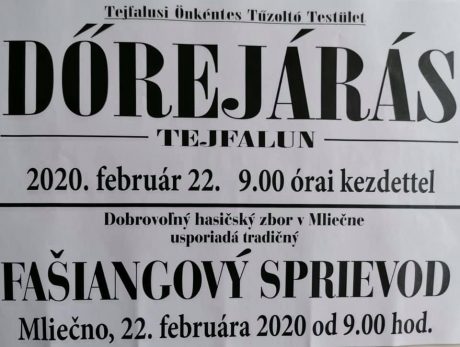 Tejfalusi Önkéntes Tűzoltó Testület
DŐREJÁRÁS
TEJFALUN
2020. február 22. 9.00 órai kezdettel
Dobrovoľný hasičský zbor v Mliečne
usporiadá tradičný
FAŠIANGOVÝ SPRIEVOD
Mliečno, 22. februára 2020 od 9.00 hod.